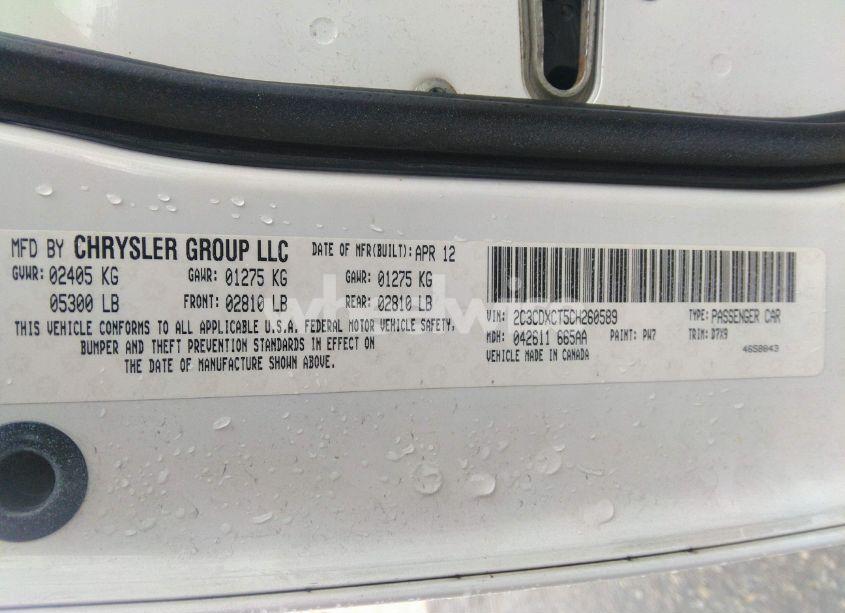 MFD BY CHRYSLER GROUP LLC DATE OF MFR(BUILT): APR 12
GVWR: 02405 KG GAWR: 01275 KG GAWR: 01275 KG
05300 LB FRONT: 02810 LB REAR: 02810 LB
THIS VEHICLE CONFORMS TO ALL APPLICABLE U.S.A. FEDERAL MOTOR VEHICLE SAFETY,
BUMPER AND THEFT PREVENTION STANDARDS IN EFFECT ON
THE DATE OF MANUFACTURE SHOWN ABOVE.
VIN: 2C3CDXCT5CH260589 TYPE: PASSENGER CAR
MDH: 042611 665AA PAINT: PW7 TRIM: D7X9
VEHICLE MADE IN CANADA 4658843